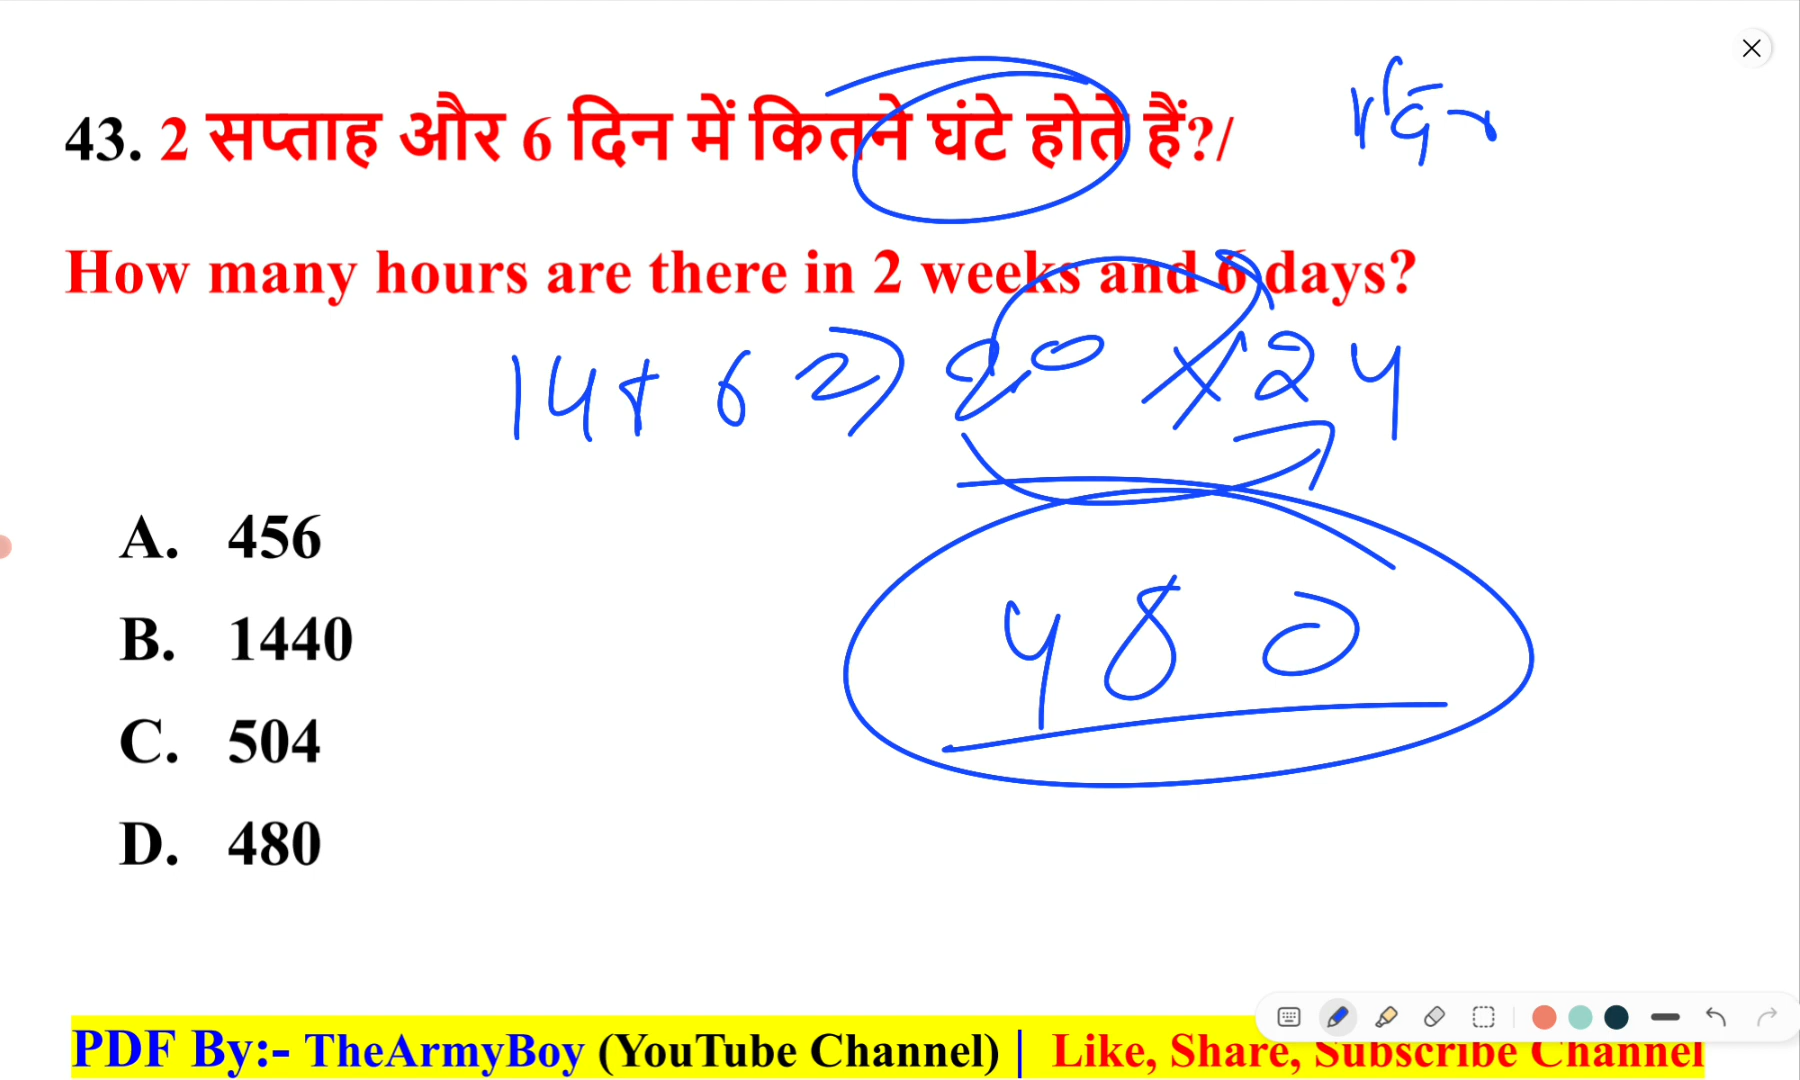 43. 2 सप्ताह और 6 दिन में कितने घंटे होते हैं?/
दिन
How many hours are there in 2 weeks and 6 days?
14+ 6 20 × 24
A. 456
B. 1440
C. 504
D. 480
480
PDF By:- TheArmyBoy (YouTube Channel) | Like, Share, Subscribe Channel